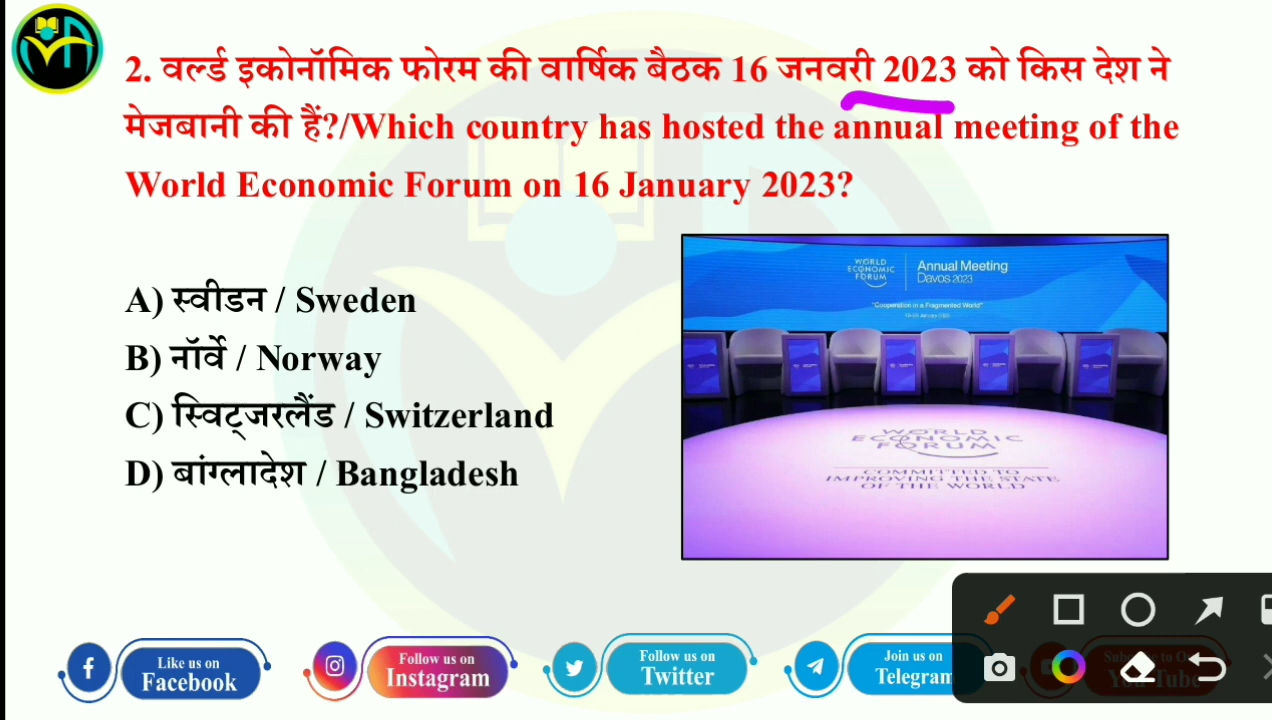 2. वर्ल्ड इकोनॉमिक फोरम की वार्षिक बैठक 16 जनवरी 2023 को किस देश ने
मेजबानी की हैं?/Which country has hosted the annual meeting of the
World Economic Forum on 16 January 2023?
A) स्वीडन / Sweden
B) नॉर्वे / Norway
C) स्विट्जरलैंड / Switzerland
D) बांग्लादेश / Bangladesh
WORLD
ECONOMIC
FORUM
Annual Meeting
Davos 2023
"Cooperation in a Fragmented World"
WORLD
ECONOMIC
FORUM
COMMITTED TO
IMPROVING THE STATE
OF THE WORLD
Like us on
Facebook
Follow us on
Instagram
Follow us on
Twitter
Join us on
Telegram